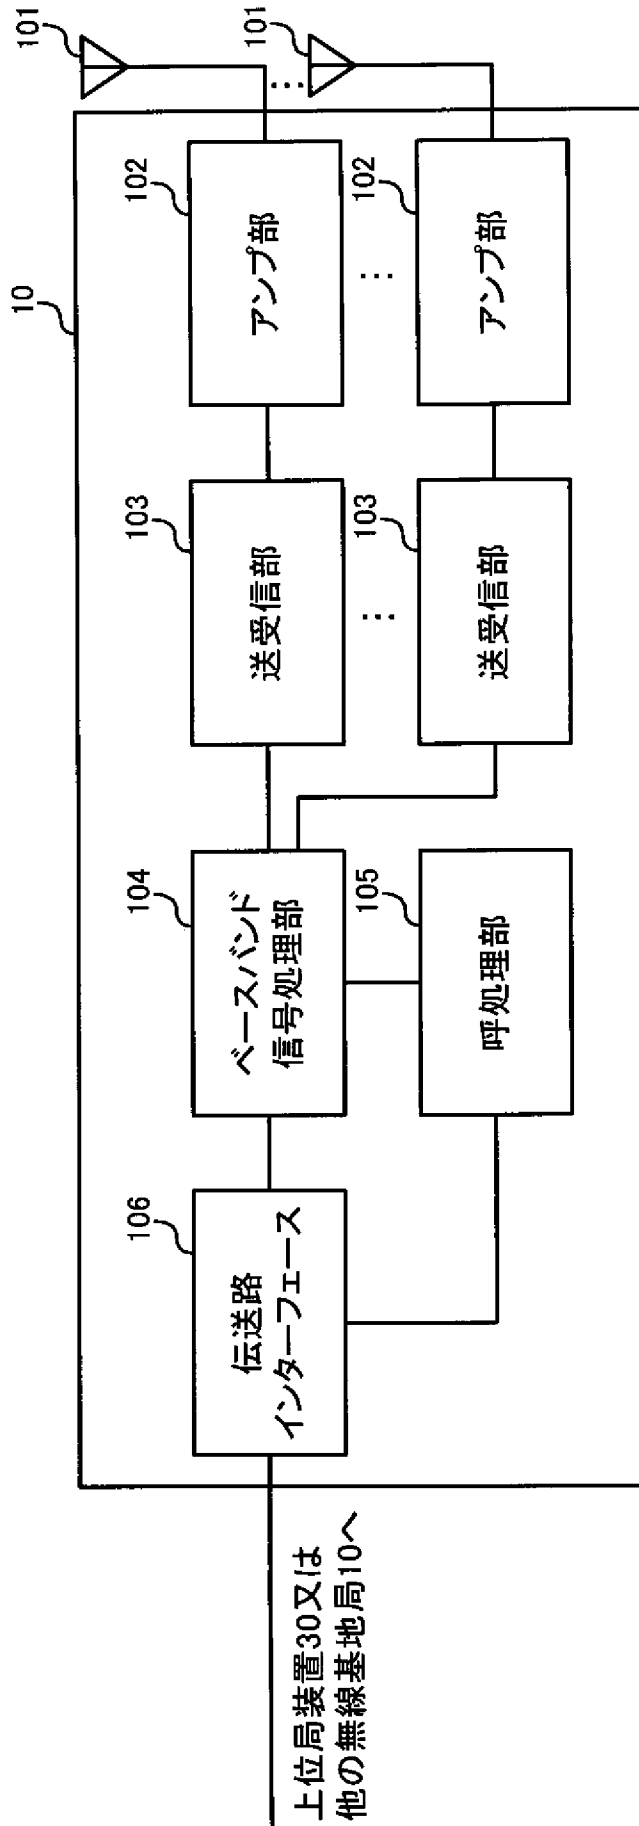 10
101
101
102
102
アンプ部
アンプ部
103
103
送受信部
送受信部
104
ベースバンド
信号処理部
105
呼処理部
106
伝送路
インターフェース
上位局装置30又は
他の無線基地局10へ